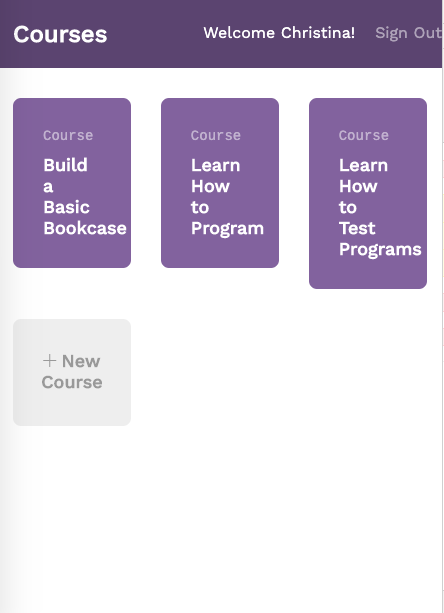 Courses
Welcome Christina!
Sign Out
Course
Build
a
Basic
Bookcase
Course
Learn
How
to
Program
Course
Learn
How
to
Test
Programs
+ New
Course